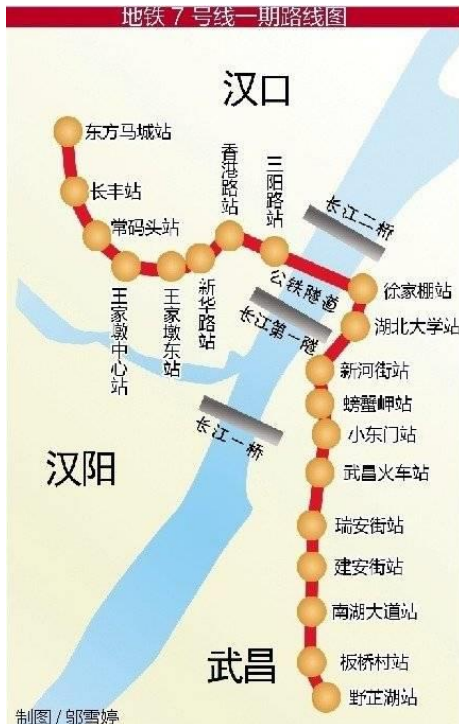 地铁7号线一期路线图
汉口
东方马城站
长丰站
常码头站
王家墩中心站
王家墩东站
新华路站
香港路站
三阳路站
长江二桥
公铁隧道
长江第一隧
长江一桥
徐家棚站
湖北大学站
新河街站
螃蟹岬站
小东门站
武昌火车站
瑞安街站
建安街站
南湖大道站
板桥村站
野芷湖站
汉阳
武昌
制图/邬雪婷